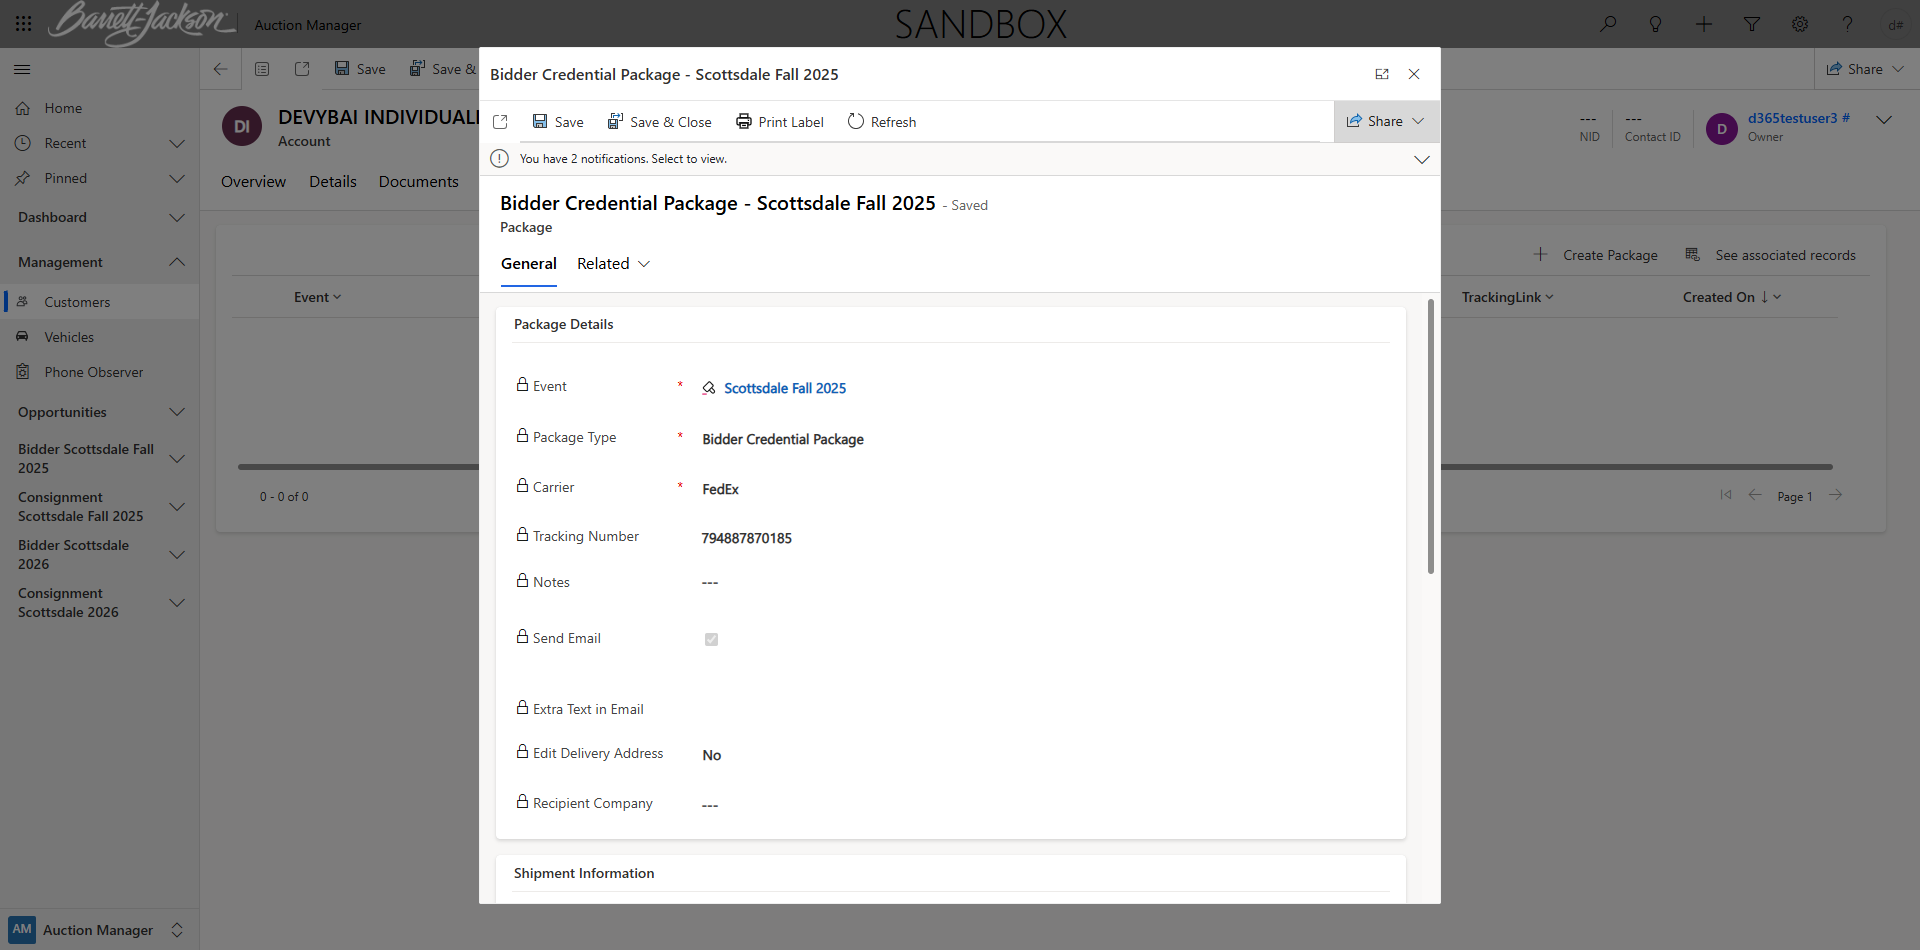 Barrett-Jackson
Auction Manager
SANDBOX
d#
Save
Save &
Share
Home
Recent
Pinned
Dashboard
Management
Customers
Vehicles
Phone Observer
Opportunities
Bidder Scottsdale Fall
2025
Consignment
Scottsdale Fall 2025
Bidder Scottsdale
2026
Consignment
Scottsdale 2026
AM Auction Manager
DI
DEVYBAI INDIVIDUALI
Account
Overview
Details
Documents
---
NID
---
Contact ID
D
d365testuser3 #
Owner
Create Package
See associated records
Event
TrackingLink
Created On
0 - 0 of 0
Page 1
Bidder Credential Package - Scottsdale Fall 2025
Save
Save & Close
Print Label
Refresh
Share
You have 2 notifications. Select to view.
Bidder Credential Package - Scottsdale Fall 2025 - Saved
Package
General
Related
Package Details
Event * Scottsdale Fall 2025
Package Type * Bidder Credential Package
Carrier * FedEx
Tracking Number 794887870185
Notes ---
Send Email
Extra Text in Email
Edit Delivery Address No
Recipient Company ---
Shipment Information